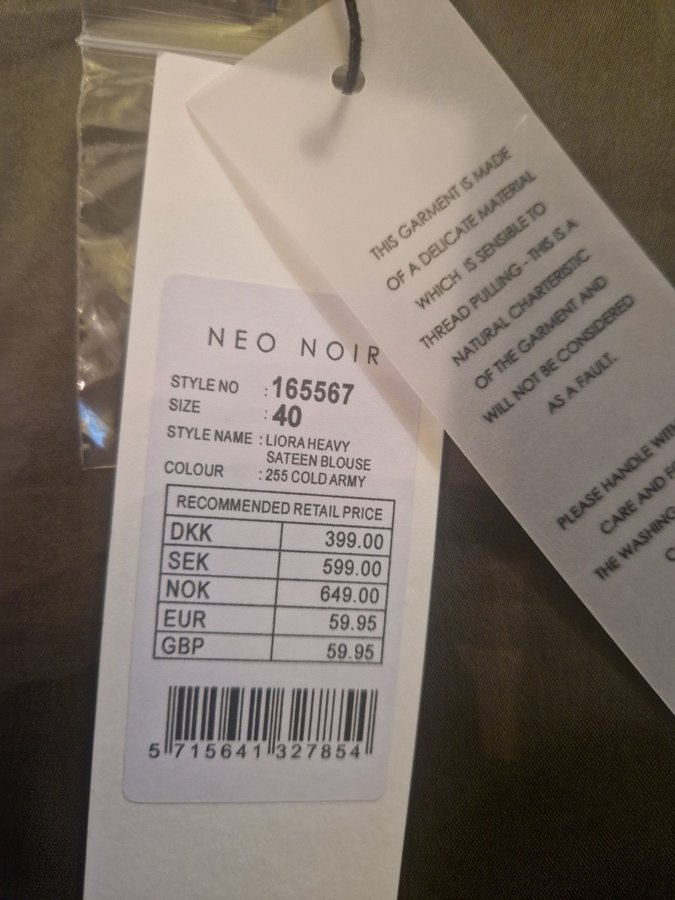 NEO NOIR
STYLE NO : 165567
SIZE : 40
STYLE NAME : LIORA HEAVY
SATEEN BLOUSE
COLOUR : 255 COLD ARMY
RECOMMENDED RETAIL PRICE
DKK 399.00
SEK 599.00
NOK 649.00
EUR 59.95
GBP 59.95
5 715641 327854
THIS GARMENT IS MADE
OF A DELICATE MATERIAL
WHICH IS SENSIBLE TO
THREAD PULLING - THIS IS A
NATURAL CHARTERISTIC
OF THE GARMENT AND
WILL NOT BE CONSIDERED
AS A FAULT.
PLEASE HANDLE WITH
CARE AND
THE WASHING